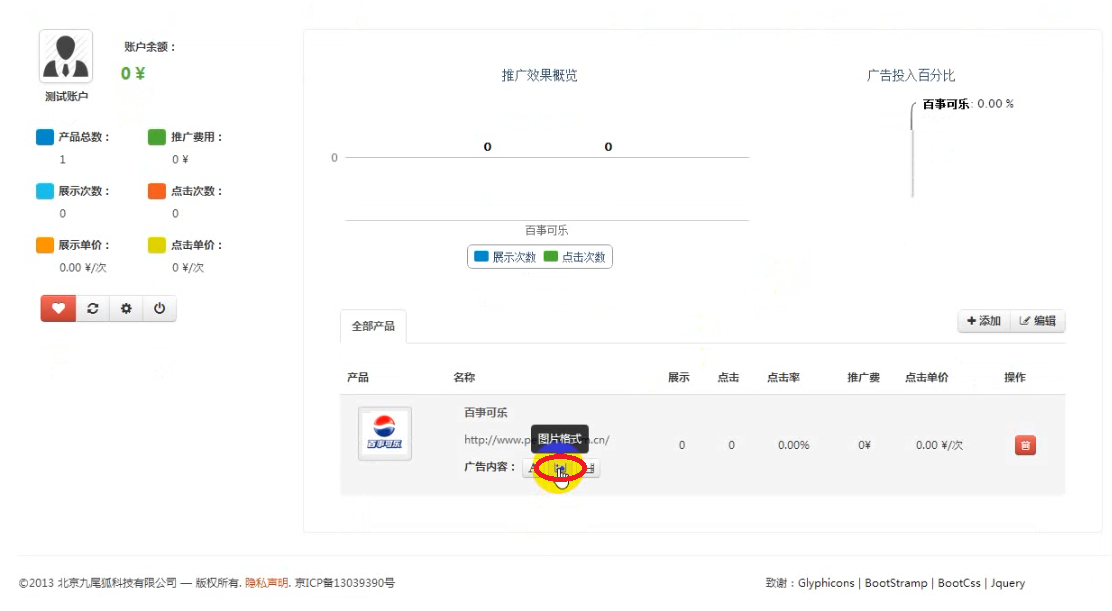 账户余额：
0 ¥
测试账户
产品总数：
1
推广费用：
0 ¥
展示次数：
0
点击次数：
0
展示单价：
0.00 ¥/次
点击单价：
0 ¥/次
推广效果概览
0 0
0
百事可乐
展示次数 点击次数
广告投入百分比
百事可乐: 0.00 %
全部产品
添加 编辑
产品 名称 展示 点击 点击率 推广费 点击单价 操作
百事可乐
百事可乐
http://www.pe
.cn/
图片格式
广告内容： A
0 0 0.00% 0¥ 0.00 ¥/次
©2013 北京九尾狐科技有限公司 — 版权所有. 隐私声明. 京ICP备13039390号
致谢：Glyphicons | BootStramp | BootCss | Jquery